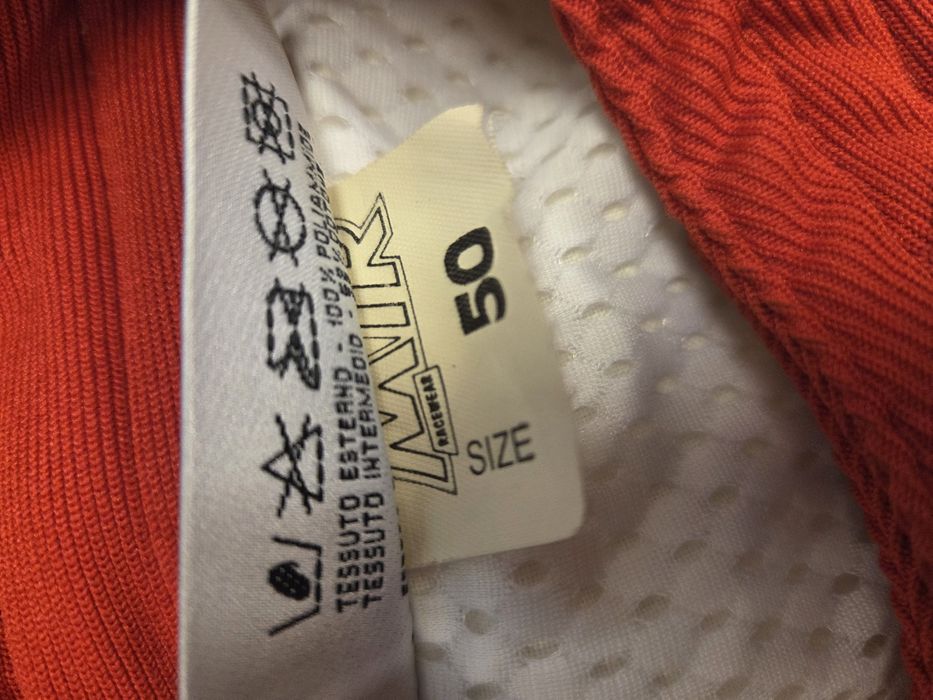 TESSUTO ESTERNO - 100% POLIAMMIDE
TESSUTO INTERMEDIO -
RACEWEAR
SIZE 50